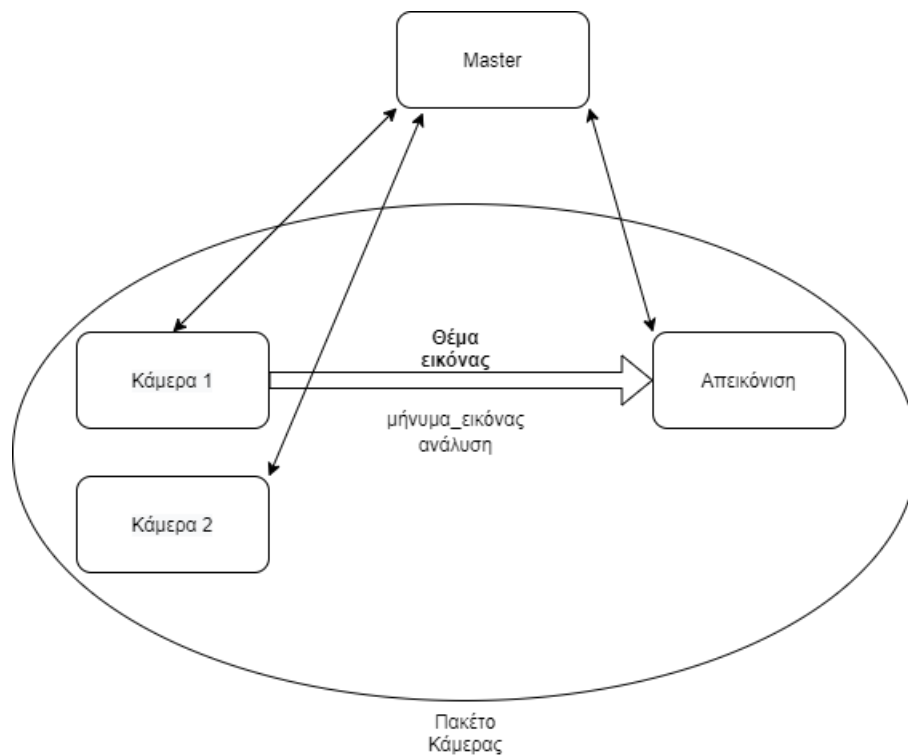 Master
Θέμα
εικόνας
Κάμερα 1
Απεικόνιση
μήνυμα_εικόνας
ανάλυση
Κάμερα 2
Πακέτο
Κάμερας